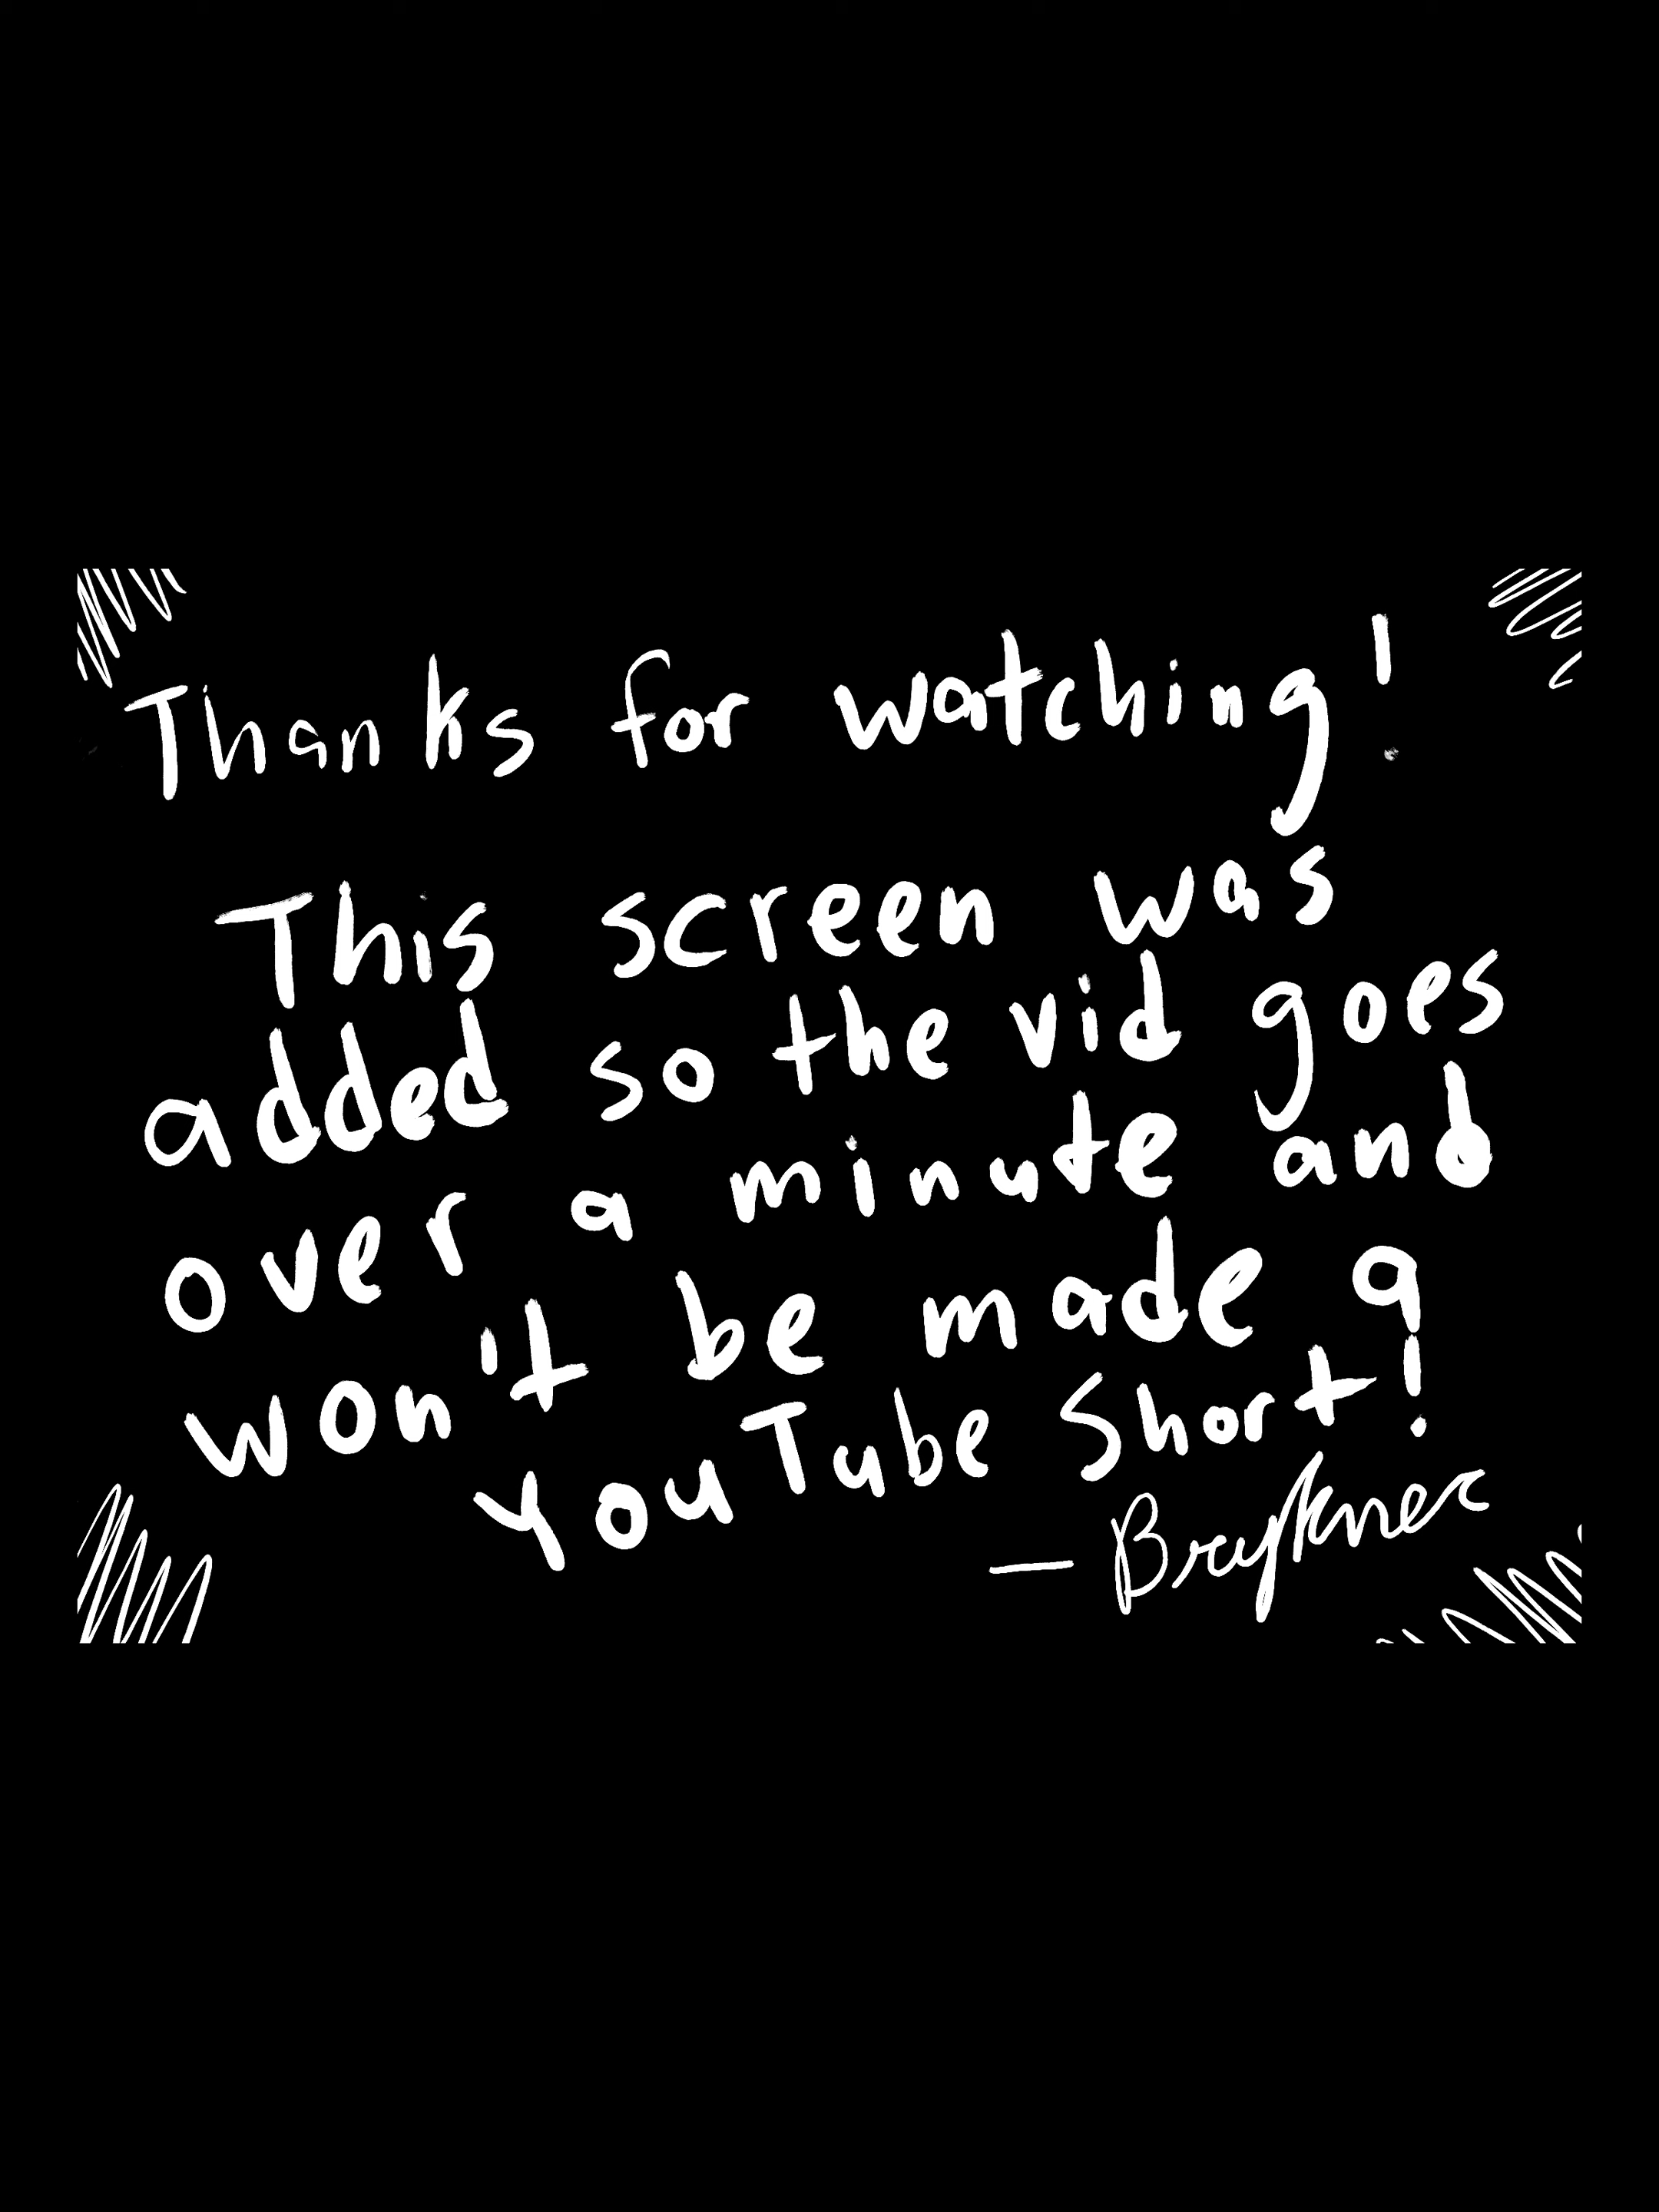 Thanks for watching!
This screen was
added so the vid goes
over a minute and
won't be made a
YouTube Short!
—